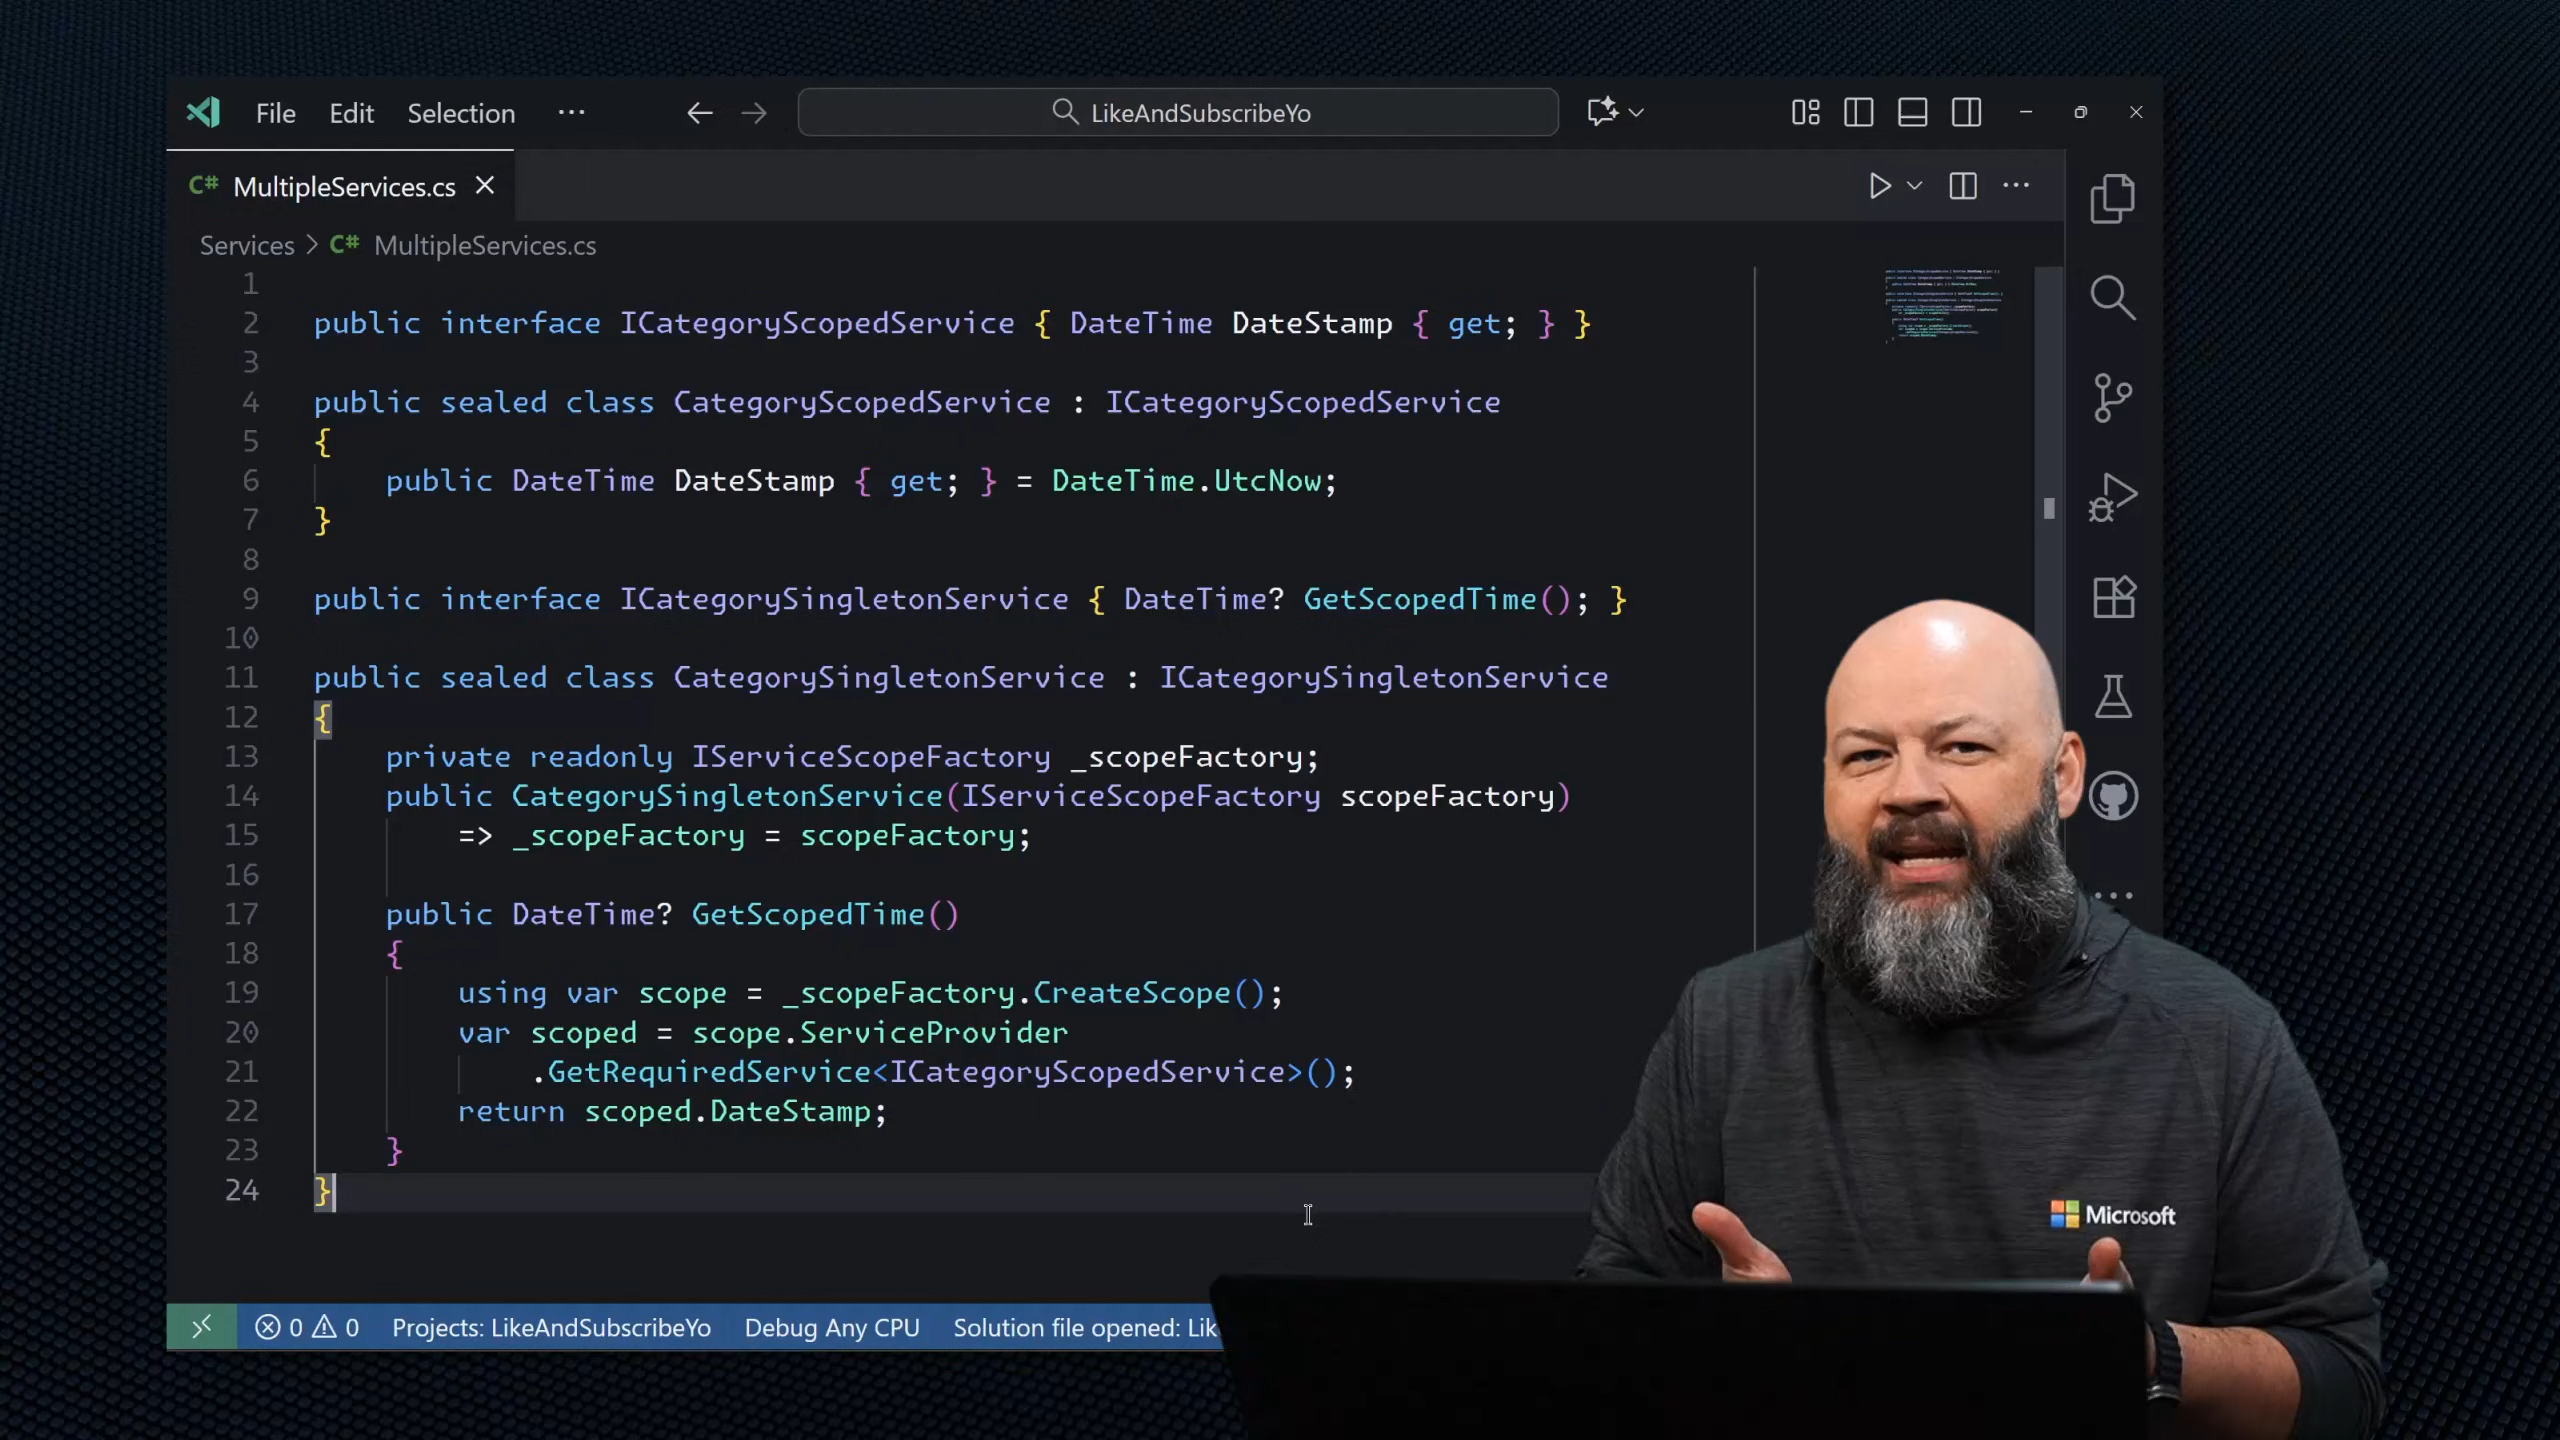 File Edit Selection ··· LikeAndSubscribeYo
C# MultipleServices.cs
Services > C# MultipleServices.cs
1
2 public interface ICategoryScopedService { DateTime DateStamp { get; } }
3
4 public sealed class CategoryScopedService : ICategoryScopedService
5 {
6 public DateTime DateStamp { get; } = DateTime.UtcNow;
7 }
8
9 public interface ICategorySingletonService { DateTime? GetScopedTime(); }
10
11 public sealed class CategorySingletonService : ICategorySingletonService
12 {
13 private readonly IServiceScopeFactory _scopeFactory;
14 public CategorySingletonService(IServiceScopeFactory scopeFactory)
15 => _scopeFactory = scopeFactory;
16
17 public DateTime? GetScopedTime()
18 {
19 using var scope = _scopeFactory.CreateScope();
20 var scoped = scope.ServiceProvider
21 .GetRequiredService<ICategoryScopedService>();
22 return scoped.DateStamp;
23 }
24 }
Microsoft
0 0 Projects: LikeAndSubscribeYo Debug Any CPU Solution file opened: